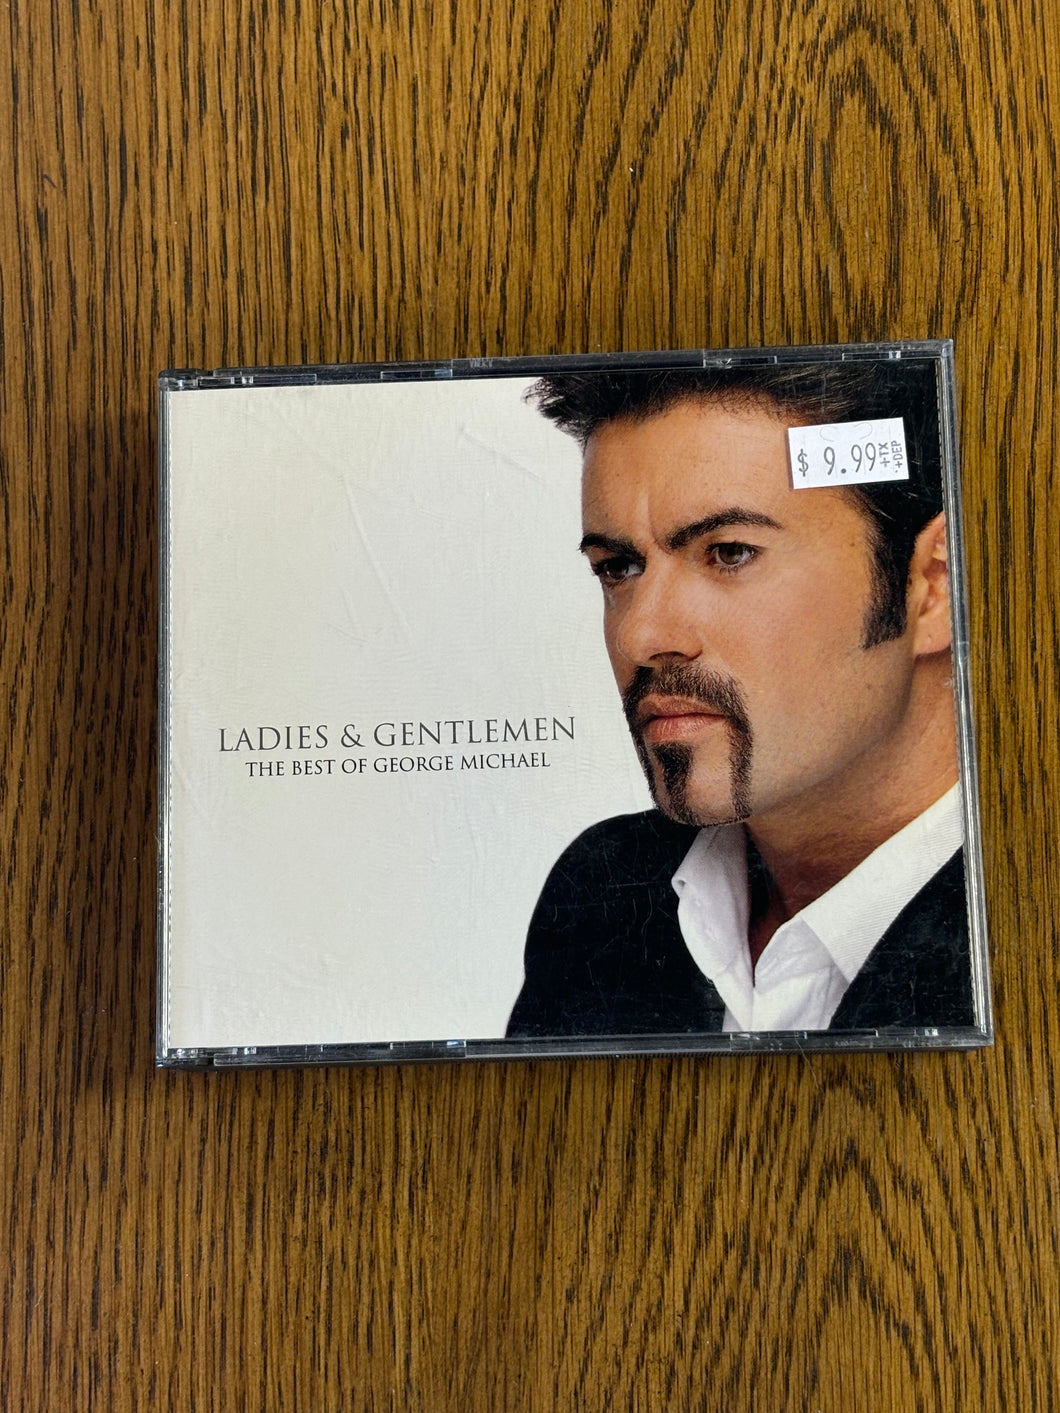 $ 9.99 +TX
+DEP
LADIES & GENTLEMEN
THE BEST OF GEORGE MICHAEL